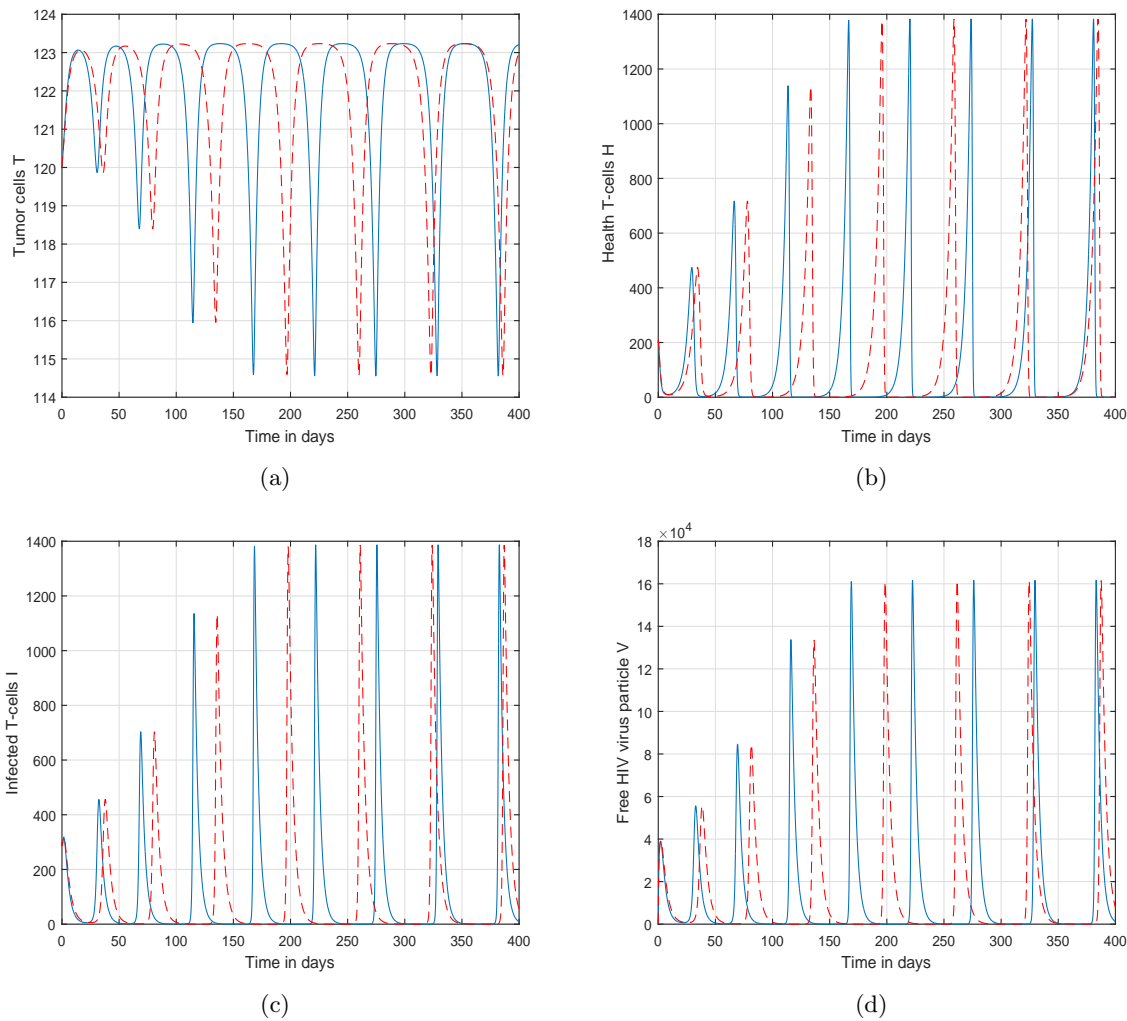 Tumor cells T
124
123
122
121
120
119
118
117
116
115
114
0 50 100 150 200 250 300 350 400
Time in days
(a)
Health T-cells H
1400
1200
1000
800
600
400
200
0
0 50 100 150 200 250 300 350 400
Time in days
(b)
Infected T-cells I
1400
1200
1000
800
600
400
200
0
0 50 100 150 200 250 300 350 400
Time in days
(c)
Free HIV virus particle V
×10⁴
18
16
14
12
10
8
6
4
2
0
0 50 100 150 200 250 300 350 400
Time in days
(d)